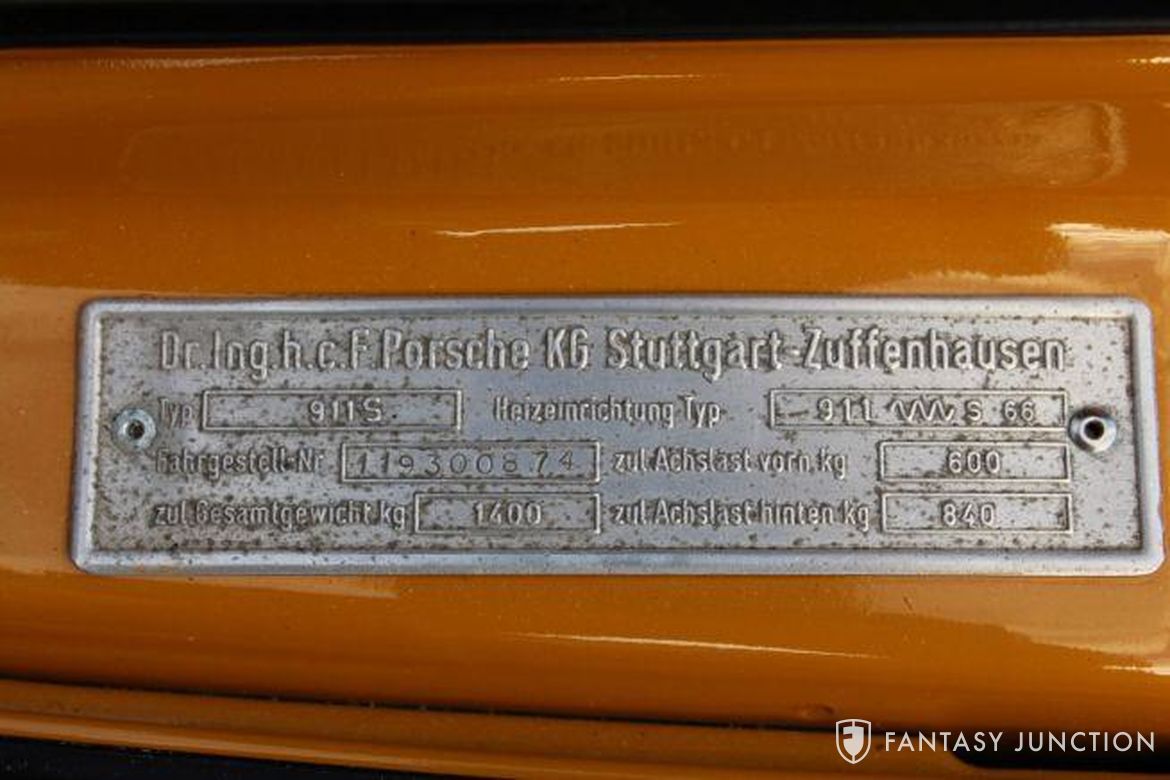 Dr.Ing.h.c.F.Porsche KG Stuttgart-Zuffenhausen
Typ 911S Heizeinrichtung Typ 911 S 66
Fahrgestell-Nr 1193000874 zul.Achslast vorn kg 600
zul.Gesamtgewicht kg 1400 zul.Achslast hinten kg 840
FANTASY JUNCTION